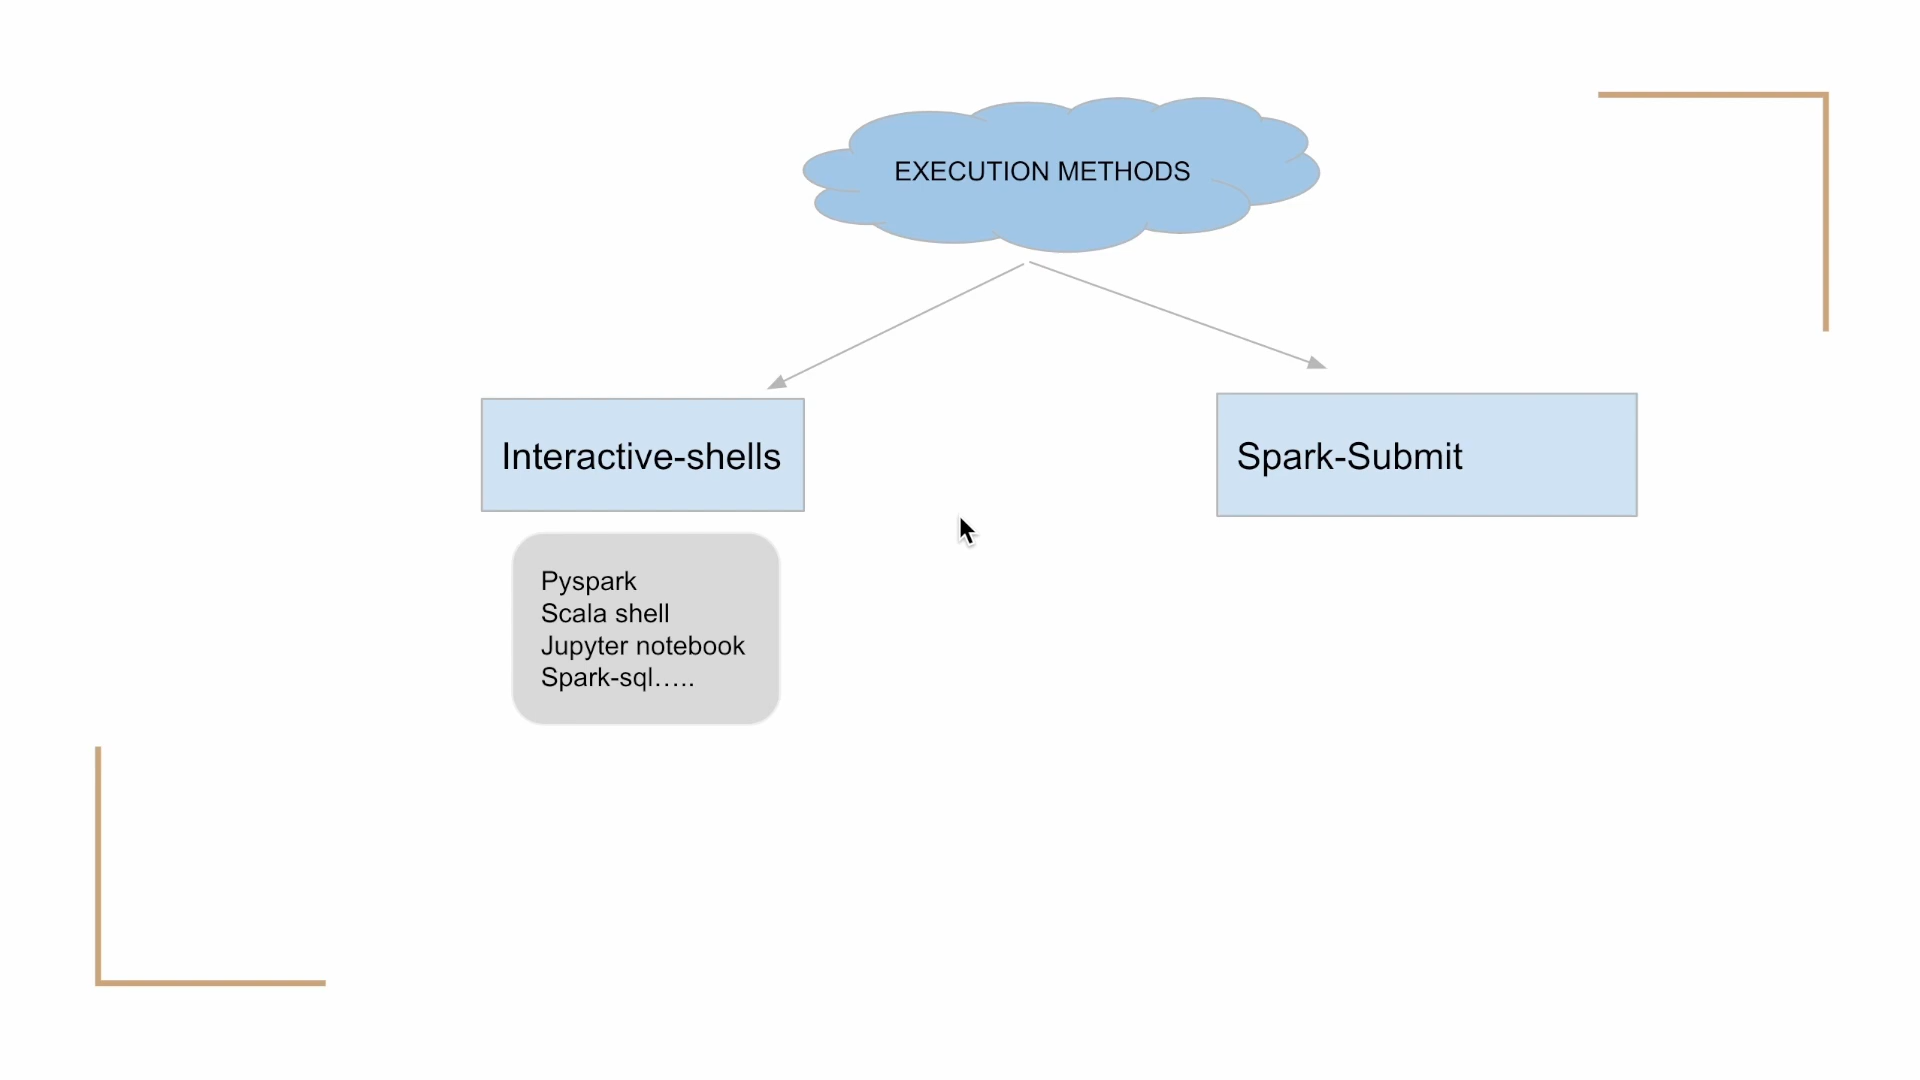 EXECUTION METHODS
Interactive-shells
Spark-Submit
Pyspark
Scala shell
Jupyter notebook
Spark-sql…..